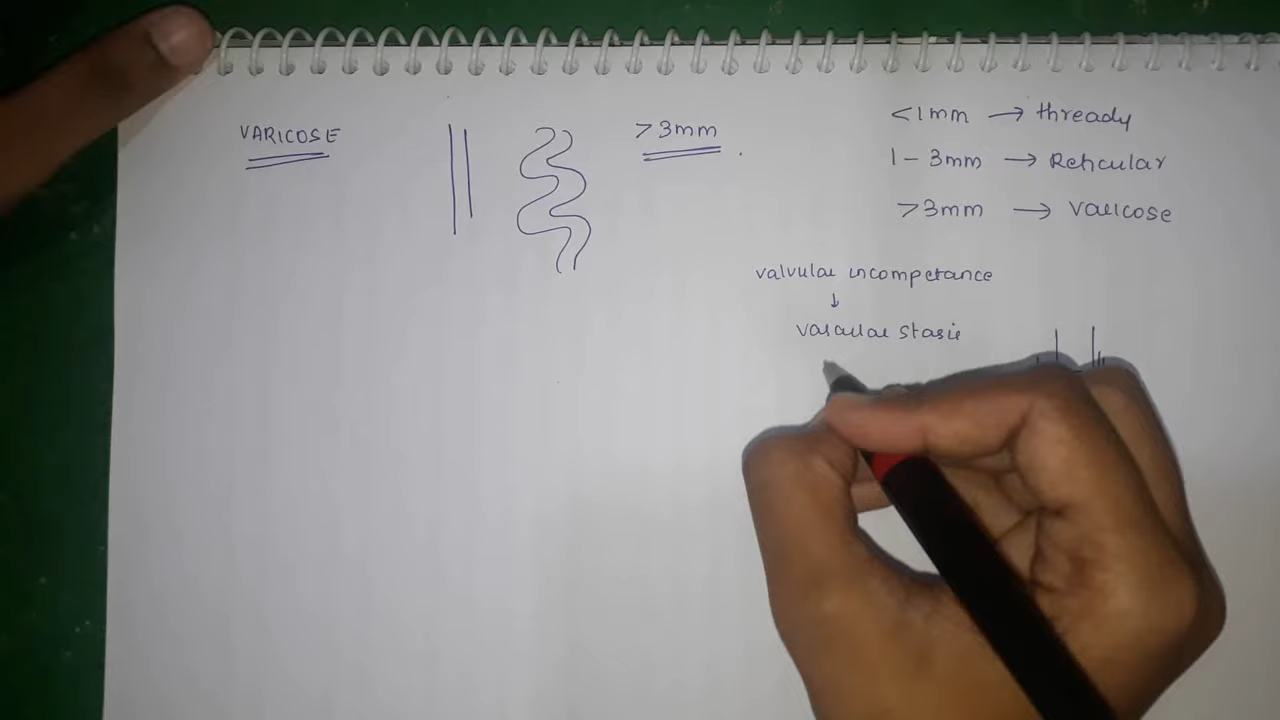 VARICOSE
>3mm
<1mm → thready
1-3mm → Reticular
>3mm → Varicose
valvular incompetance
↓
vascular stasis